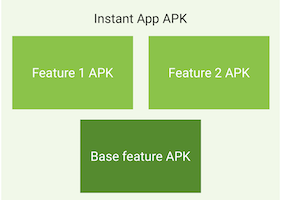 Instant App APK
Feature 1 APK
Feature 2 APK
Base feature APK